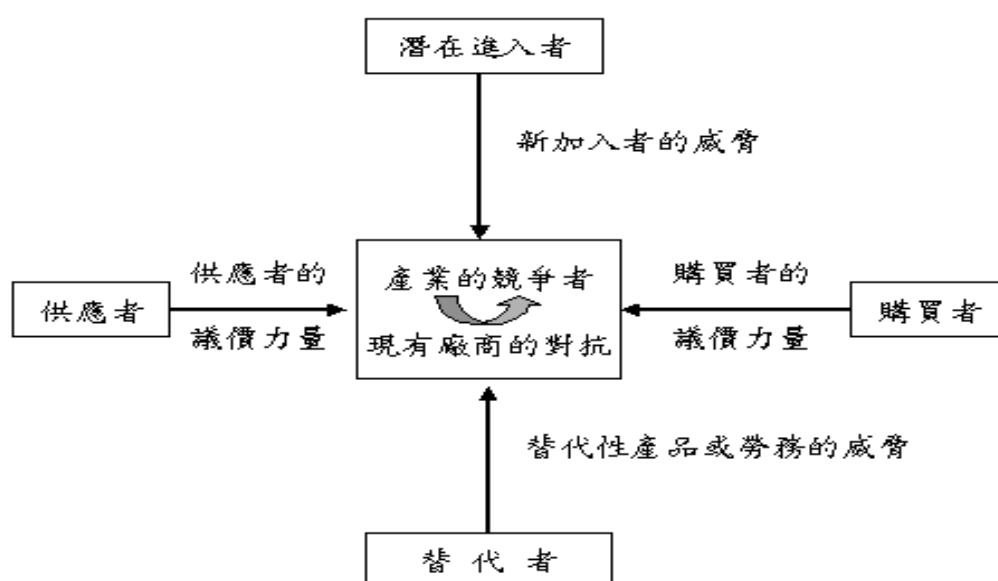 潛在進入者
新加入者的威脅
供應者的
產業的競爭者
購買者的
供應者
購買者
議價力量
現有廠商的對抗
議價力量
替代性產品或勞務的威脅
替代者